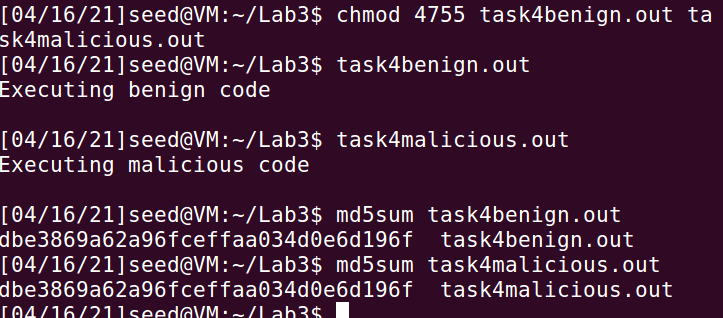 [04/16/21]seed@VM:~/Lab3$ chmod 4755 task4benign.out ta
sk4malicious.out
[04/16/21]seed@VM:~/Lab3$ task4benign.out
Executing benign code
[04/16/21]seed@VM:~/Lab3$ task4malicious.out
Executing malicious code
[04/16/21]seed@VM:~/Lab3$ md5sum task4benign.out
dbe3869a62a96fceffaa034d0e6d196f  task4benign.out
[04/16/21]seed@VM:~/Lab3$ md5sum task4malicious.out
dbe3869a62a96fceffaa034d0e6d196f  task4malicious.out
[04/16/21]seed@VM:~/Lab3$